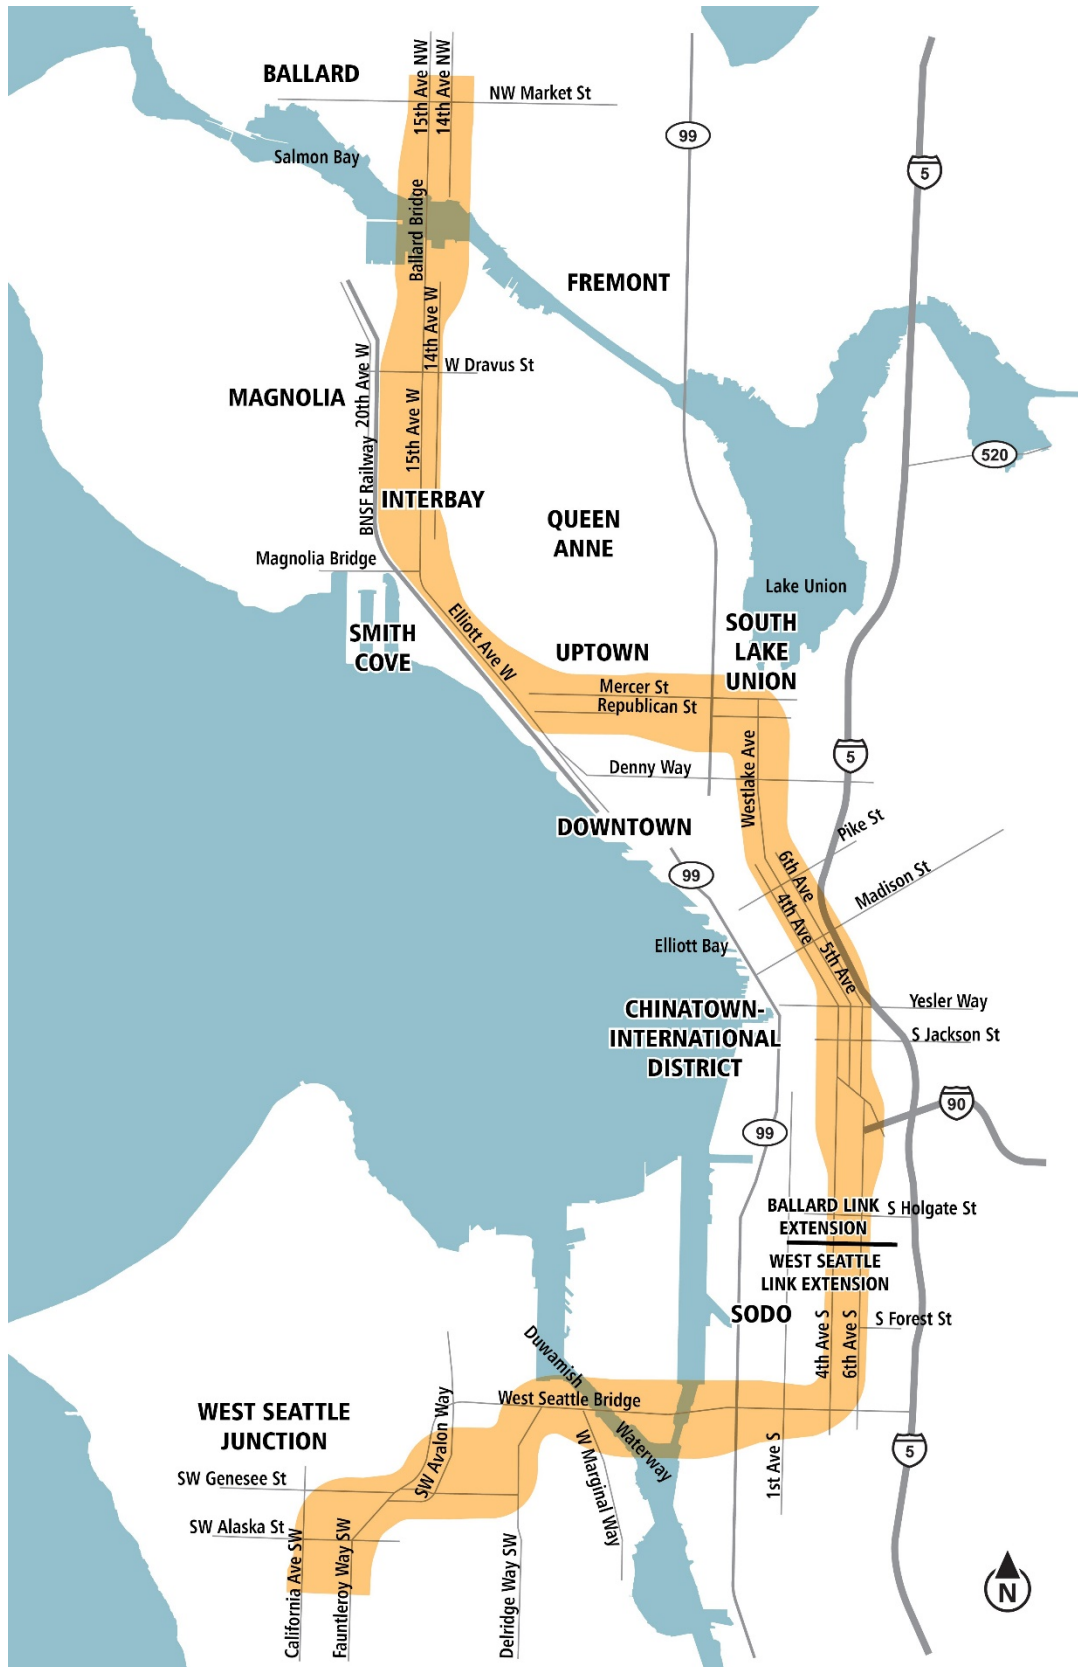 BALLARD
15th Ave NW
14th Ave NW
NW Market St
99
5
Salmon Bay
Ballard Bridge
FREMONT
14th Ave W
W Dravus St
20th Ave W
MAGNOLIA
15th Ave W
BNSF Railway
520
INTERBAY
QUEEN
ANNE
Magnolia Bridge
Lake Union
SMITH
COVE
Elliott Ave W
UPTOWN
SOUTH
LAKE
UNION
Mercer St
Republican St
Westlake Ave
5
Denny Way
DOWNTOWN
Pike St
99
6th Ave
Madison St
4th Ave
Elliott Bay
5th Ave
Yesler Way
CHINATOWN-
INTERNATIONAL
DISTRICT
S Jackson St
90
99
BALLARD LINK
EXTENSION
S Holgate St
WEST SEATTLE
LINK EXTENSION
SODO
S Forest St
4th Ave S
6th Ave S
Duwamish
Waterway
West Seattle Bridge
WEST SEATTLE
JUNCTION
SW Avalon Way
5
1st Ave S
W Marginal Way
SW Genesee St
SW Alaska St
California Ave SW
Fauntleroy Way SW
Delridge Way SW
N